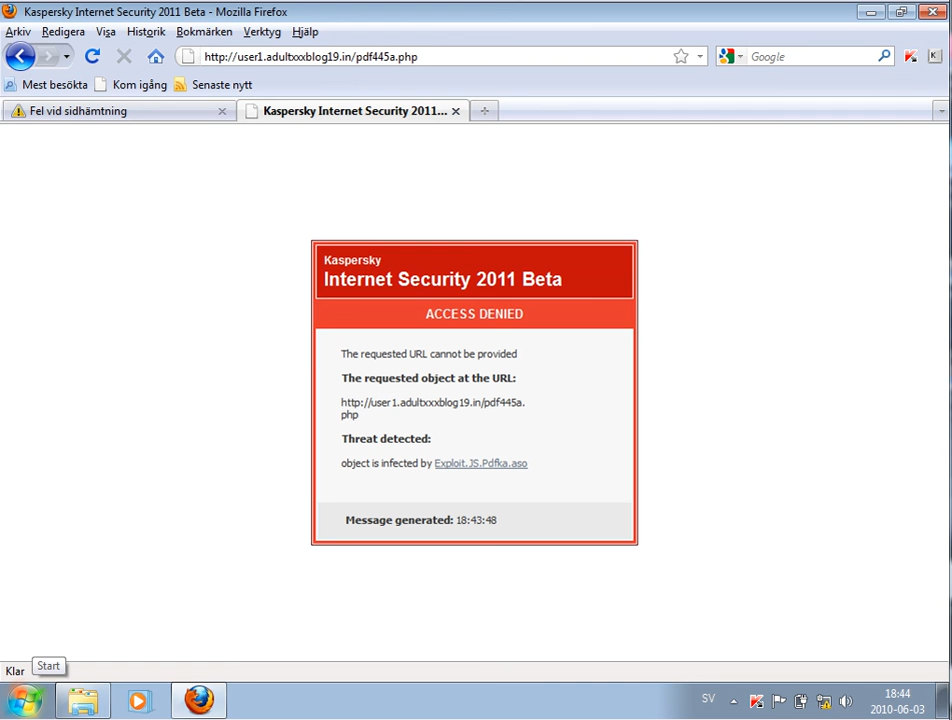 Kaspersky Internet Security 2011 Beta - Mozilla Firefox
Arkiv Redigera Visa Historik Bokmärken Verktyg Hjälp
http://user1.adultxxxblog19.in/pdf445a.php
Google
Mest besökta Kom igång Senaste nytt
Fel vid sidhämtning
Kaspersky Internet Security 2011...
Kaspersky
Internet Security 2011 Beta
ACCESS DENIED
The requested URL cannot be provided
The requested object at the URL:
http://user1.adultxxxblog19.in/pdf445a.
php
Threat detected:
object is infected by Exploit.JS.Pdfka.aso
Message generated: 18:43:48
Klar
Start
SV
18:44
2010-06-03